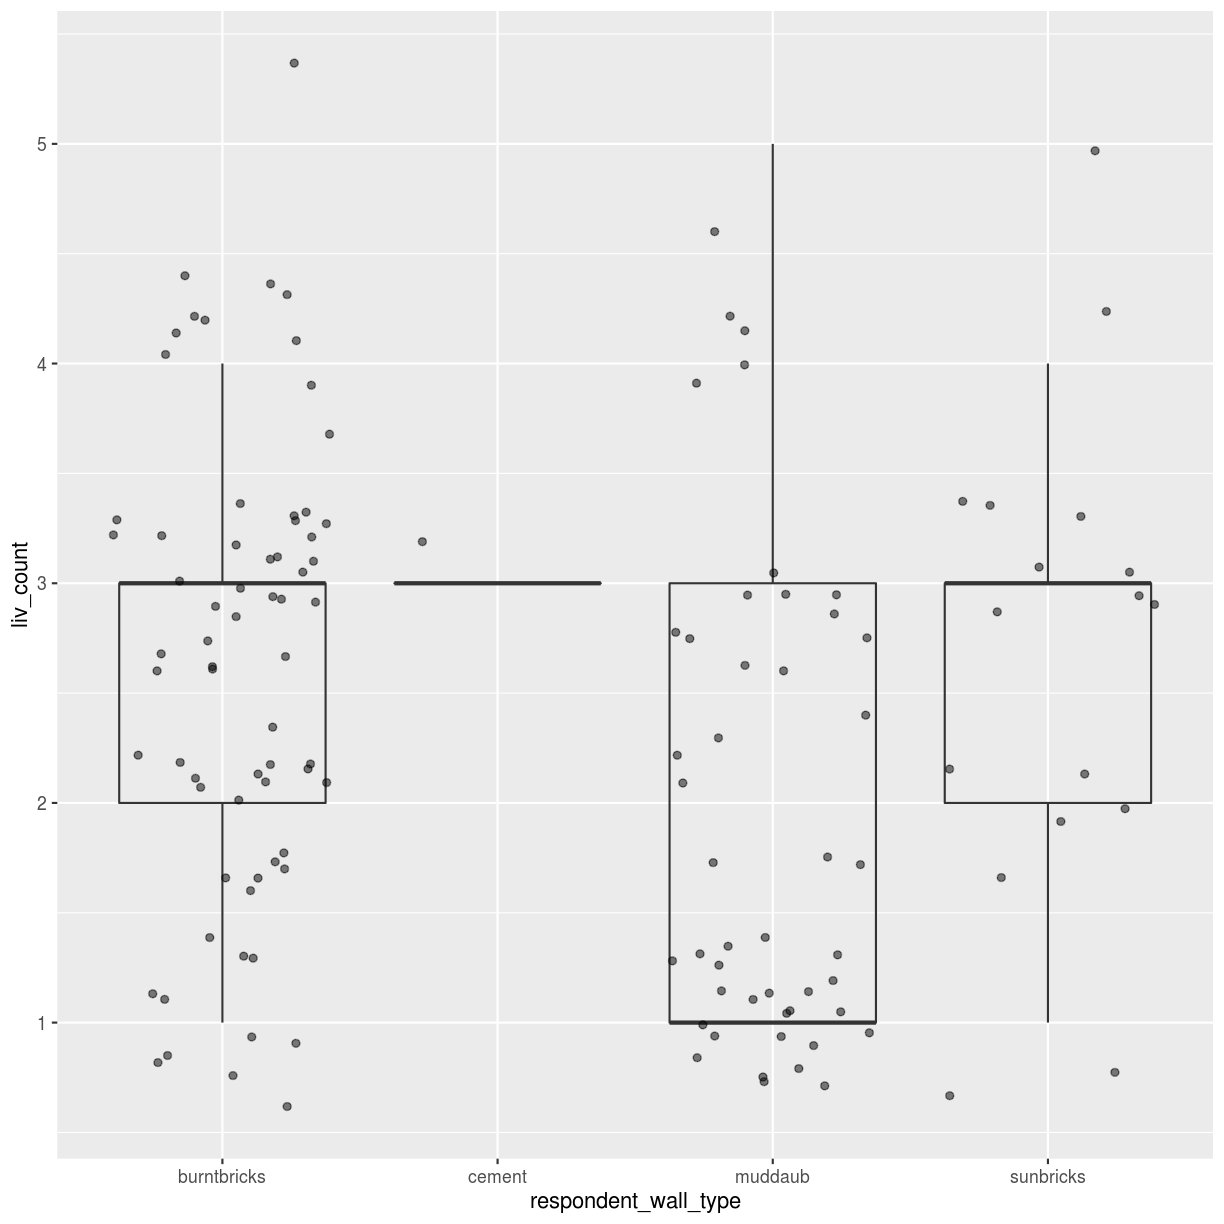 liv_count
5
4
3
2
1
burntbricks
cement
muddaub
sunbricks
respondent_wall_type